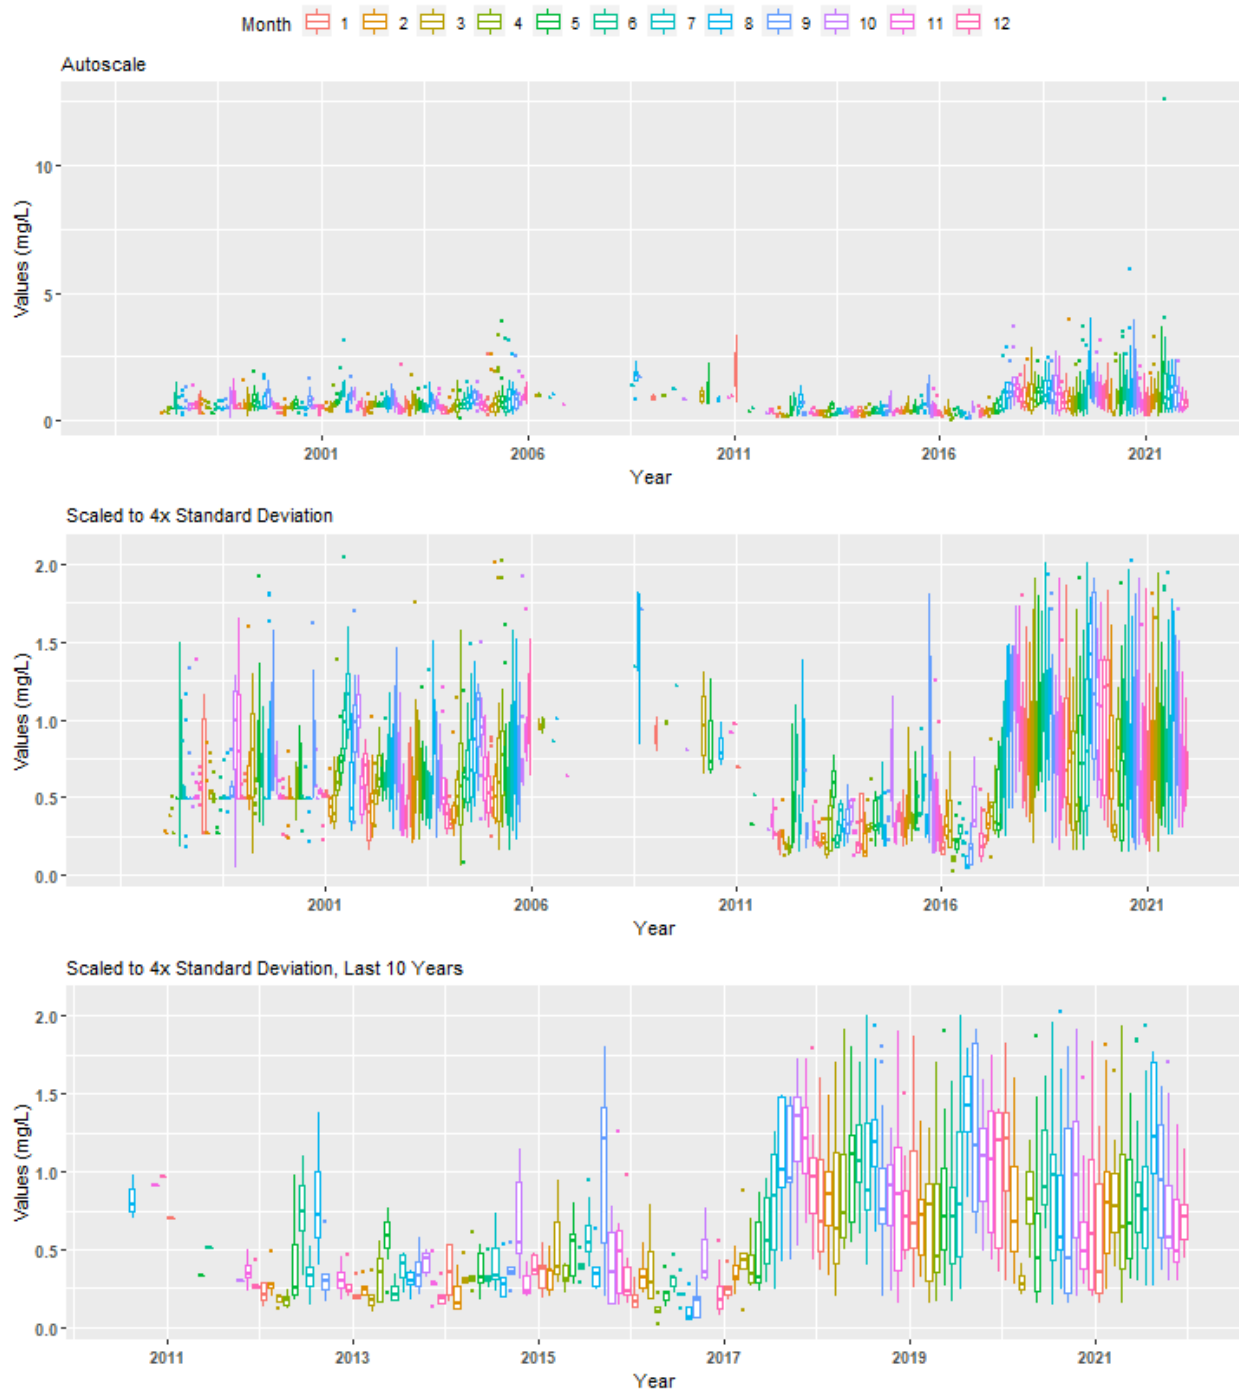 Month 1 2 3 4 5 6 7 8 9 10 11 12
Autoscale
10
5
0
Values (mg/L)
2001 2006 2011 2016 2021
Year
Scaled to 4x Standard Deviation
2.0
1.5
1.0
0.5
0.0
Values (mg/L)
2001 2006 2011 2016 2021
Year
Scaled to 4x Standard Deviation, Last 10 Years
2.0
1.5
1.0
0.5
0.0
Values (mg/L)
2011 2013 2015 2017 2019 2021
Year